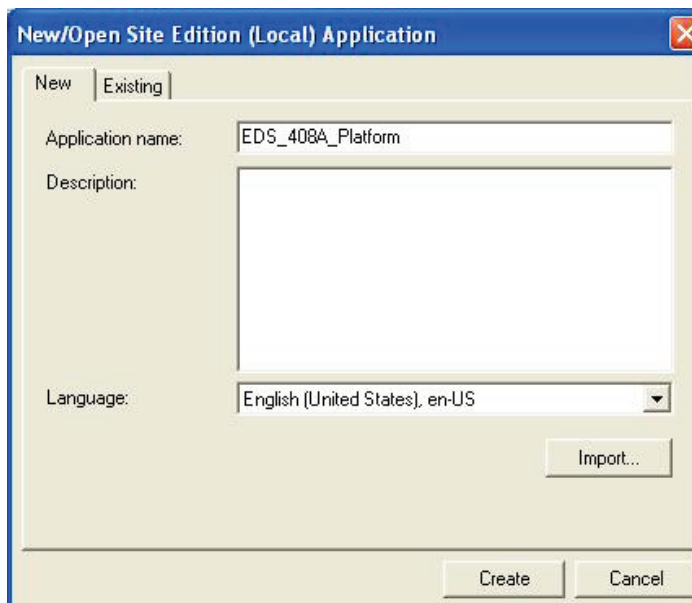 New/Open Site Edition (Local) Application
New Existing
Application name: EDS_408A_Platform
Description:
Language: English (United States), en-US
Import...
Create Cancel